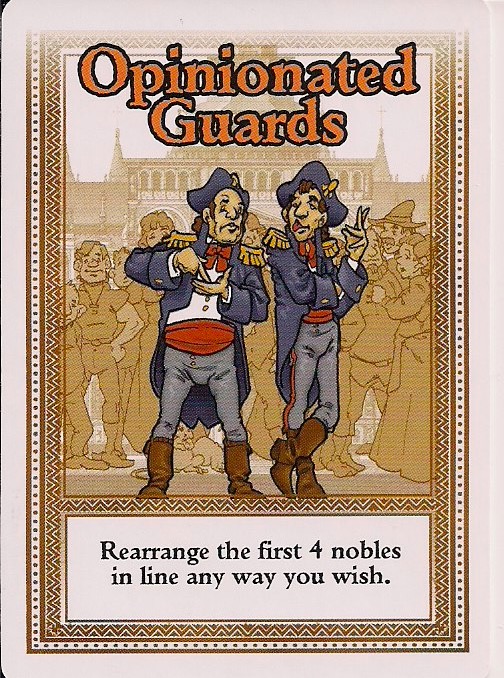 Opinionated
Guards
Rearrange the first 4 nobles
in line any way you wish.